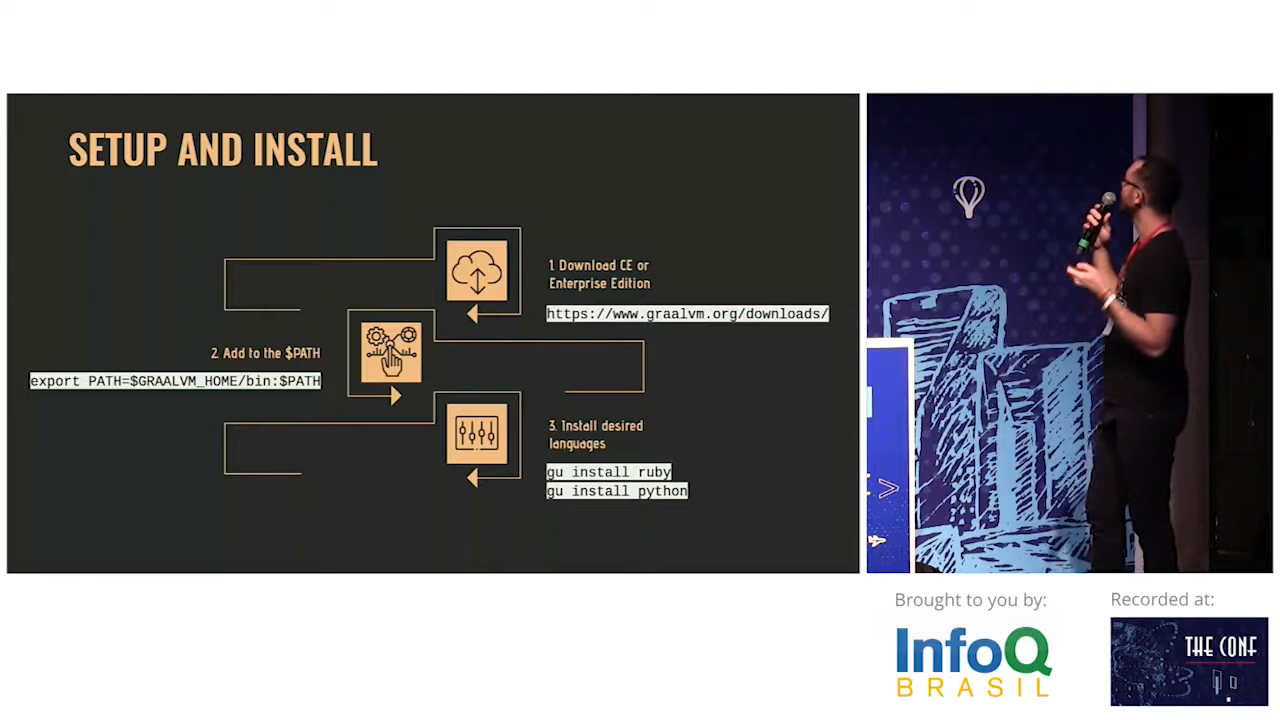 SETUP AND INSTALL
1. Download CE or
Enterprise Edition
https://www.graalvm.org/downloads/
2. Add to the $PATH
export PATH=$GRAALVM_HOME/bin:$PATH
3. Install desired
languages
gu install ruby
gu install python
Brought to you by:
InfoQ
BRASIL
Recorded at:
THE CONF